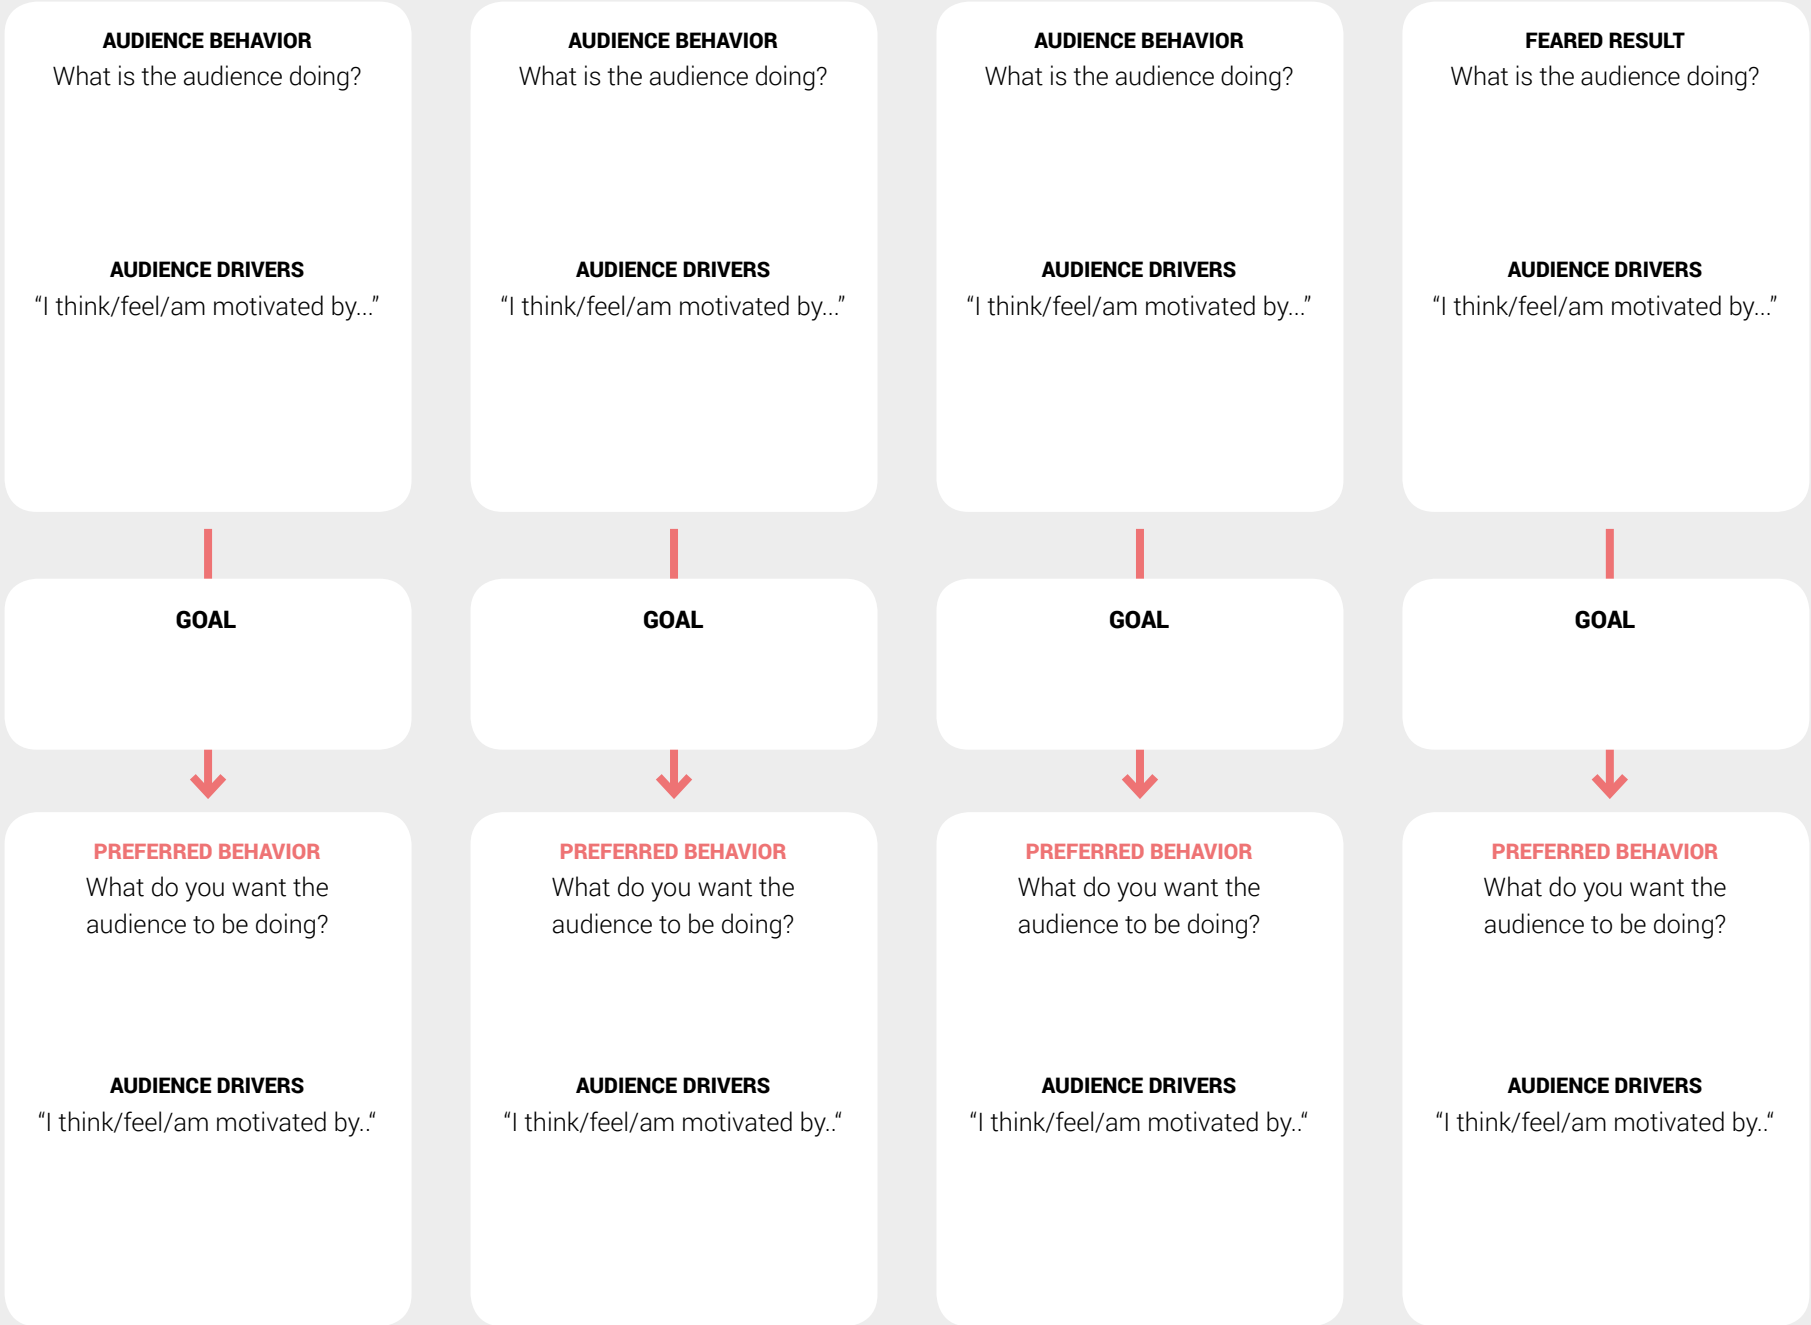 AUDIENCE BEHAVIOR
What is the audience doing?
AUDIENCE DRIVERS
“I think/feel/am motivated by...”
AUDIENCE BEHAVIOR
What is the audience doing?
AUDIENCE DRIVERS
“I think/feel/am motivated by...”
AUDIENCE BEHAVIOR
What is the audience doing?
AUDIENCE DRIVERS
“I think/feel/am motivated by...”
FEARED RESULT
What is the audience doing?
AUDIENCE DRIVERS
“I think/feel/am motivated by...”
GOAL
GOAL
GOAL
GOAL
PREFERRED BEHAVIOR
What do you want the
audience to be doing?
AUDIENCE DRIVERS
“I think/feel/am motivated by..“
PREFERRED BEHAVIOR
What do you want the
audience to be doing?
AUDIENCE DRIVERS
“I think/feel/am motivated by..“
PREFERRED BEHAVIOR
What do you want the
audience to be doing?
AUDIENCE DRIVERS
“I think/feel/am motivated by..“
PREFERRED BEHAVIOR
What do you want the
audience to be doing?
AUDIENCE DRIVERS
“I think/feel/am motivated by..“